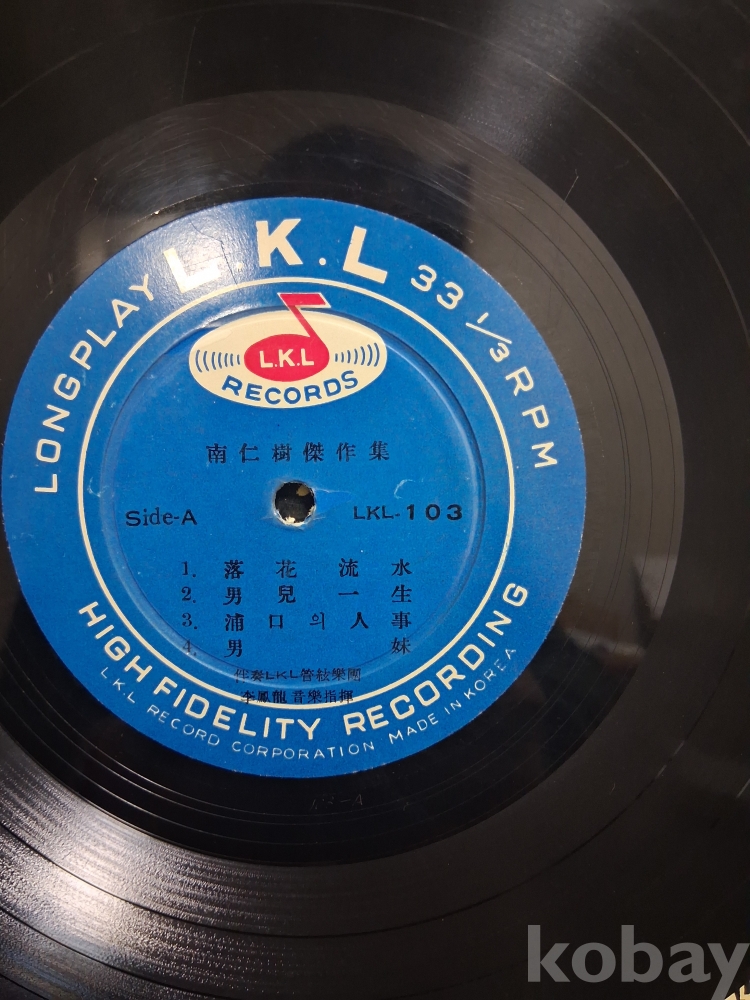 LONG PLAY L.K.L 33 1/3 RPM
L.K.L
RECORDS
南仁樹傑作集
Side-A LKL-103
1. 落花流水
2. 男兒一生
3. 浦口의人事
4. 男妹
伴奏LKL管絃樂團
李鳳龍音樂指揮
HIGH FIDELITY RECORDING
L.K.L RECORD CORPORATION MADE IN KOREA
kobay